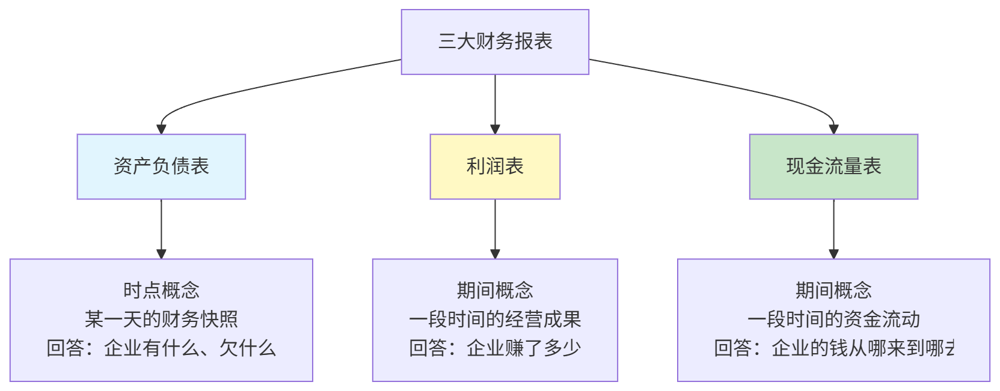 三大财务报表
资产负债表
利润表
现金流量表
时点概念
某一天的财务快照
回答：企业有什么、欠什么
期间概念
一段时间的经营成果
回答：企业赚了多少
期间概念
一段时间的资金流动
回答：企业的钱从哪来到哪去